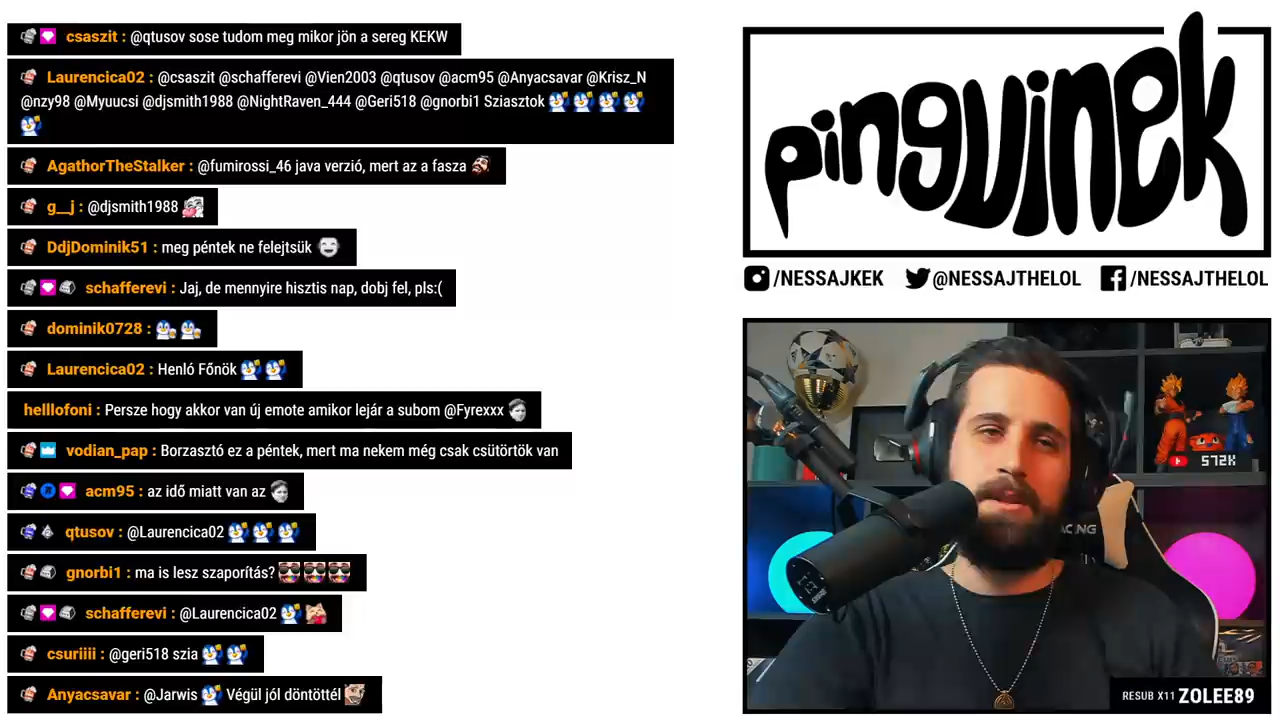 csaszit : @qtusov sose tudom meg mikor jön a sereg KEKW
Laurencica02 : @csaszit @schafferevi @Vien2003 @qtusov @acm95 @Anyacsavar @Krisz_N
@nzy98 @Myuucsi @djsmith1988 @NightRaven_444 @Geri518 @gnorbi1 Sziasztok
AgathorTheStalker : @fumirossi_46 java verzió, mert az a fasza
g__j : @djsmith1988
DdjDominik51 : meg péntek ne felejtsük
schafferevi : Jaj, de mennyire hisztis nap, dobj fel, pls:(
dominik0728 :
Laurencica02 : Henló Főnök
helllofoni : Persze hogy akkor van új emote amikor lejár a subom @Fyrexxx
vodian_pap : Borzasztó ez a péntek, mert ma nekem még csak csütörtök van
acm95 : az idő miatt van az
qtusov : @Laurencica02
gnorbi1 : ma is lesz szaporítás?
schafferevi : @Laurencica02
csuriiii : @geri518 szia
Anyacsavar : @Jarwis Végül jól döntöttél
pingvinek
/NESSAJKEK @NESSAJTHELOL /NESSAJTHELOL
572K
ACING
RESUB X11 ZOLEE89